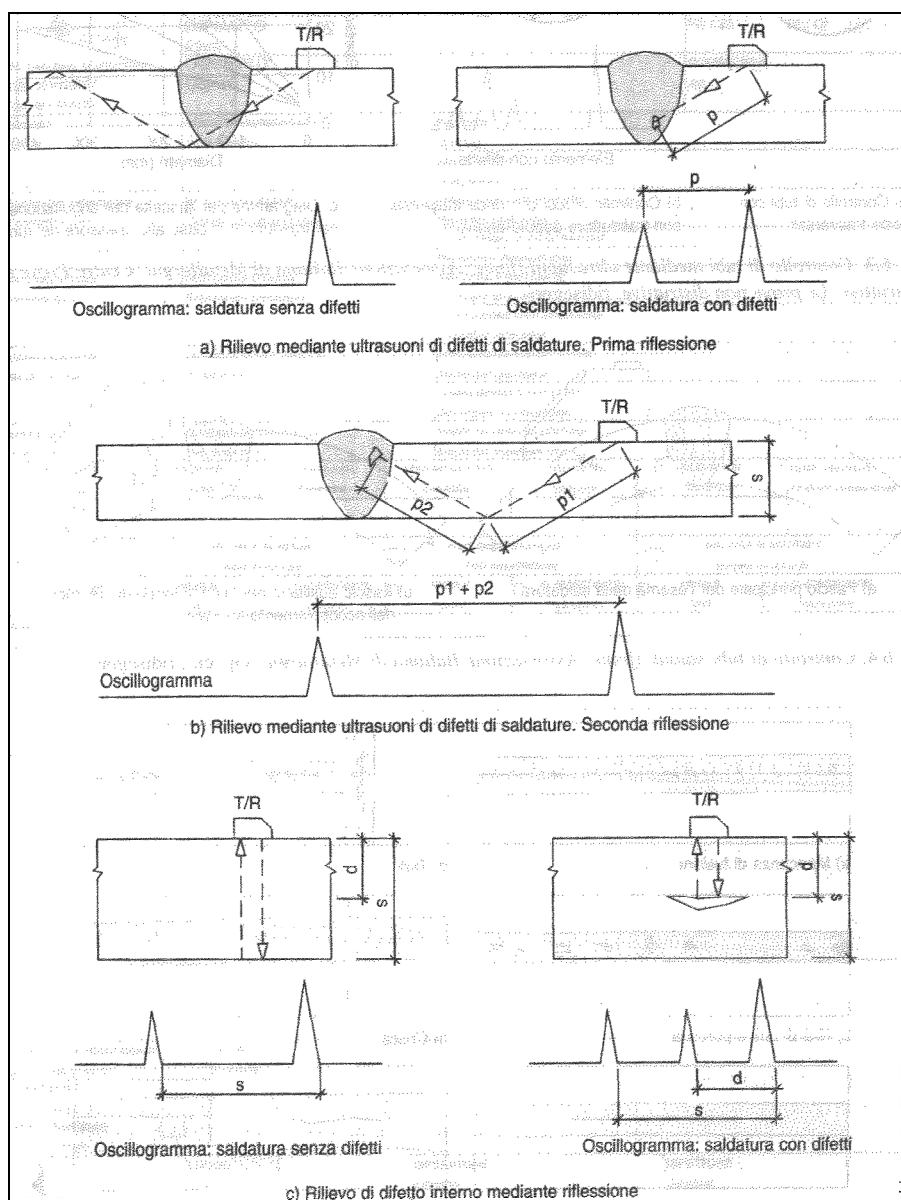 T/R
T/R
p
p
Oscillogramma: saldatura senza difetti
Oscillogramma: saldatura con difetti
a) Rilievo mediante ultrasuoni di difetti di saldature. Prima riflessione
T/R
s
p2
p1
p1 + p2
Oscillogramma
b) Rilievo mediante ultrasuoni di difetti di saldature. Seconda riflessione
T/R
T/R
d
s
d
s
s
d
s
Oscillogramma: saldatura senza difetti
Oscillogramma: saldatura con difetti
c) Rilievo di difetto interno mediante riflessione